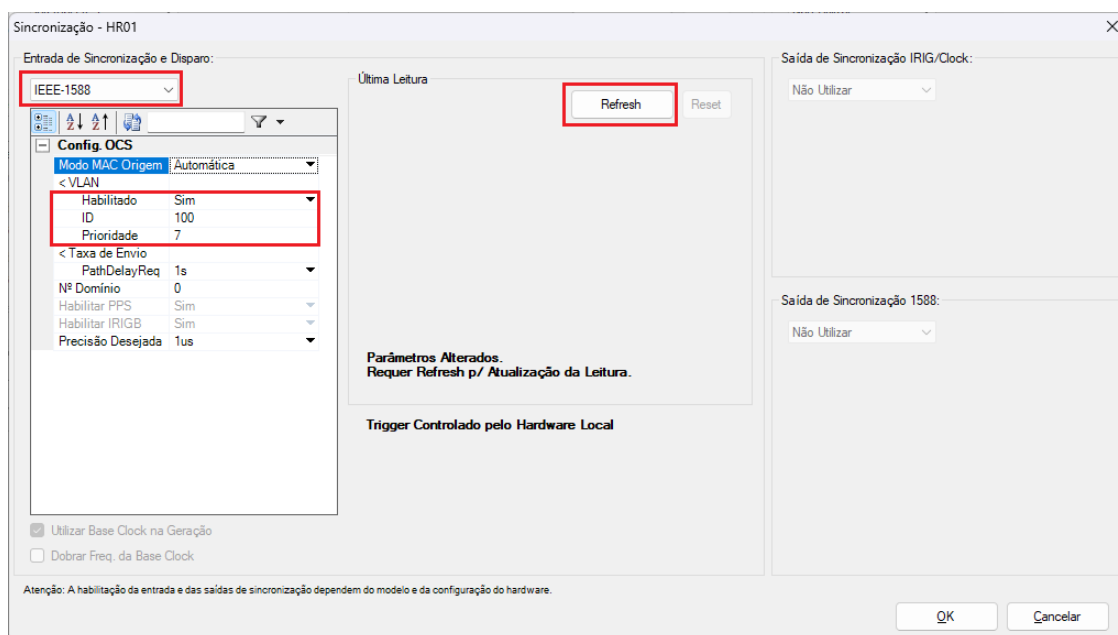 Sincronização - HR01
Entrada de Sincronização e Disparo:
IEEE-1588
Config. OCS
Modo MAC Origem Automática
< VLAN
Habilitado Sim
ID 100
Prioridade 7
< Taxa de Envio
PathDelayReq 1s
Nº Domínio 0
Habilitar PPS Sim
Habilitar IRIGB Sim
Precisão Desejada 1us
Utilizar Base Clock na Geração
Dobrar Freq. da Base Clock
Última Leitura
Refresh Reset
Parâmetros Alterados.
Requer Refresh p/ Atualização da Leitura.
Trigger Controlado pelo Hardware Local
Saída de Sincronização IRIG/Clock:
Não Utilizar
Saída de Sincronização 1588:
Não Utilizar
Atenção: A habilitação da entrada e das saídas de sincronização dependem do modelo e da configuração do hardware.
OK Cancelar